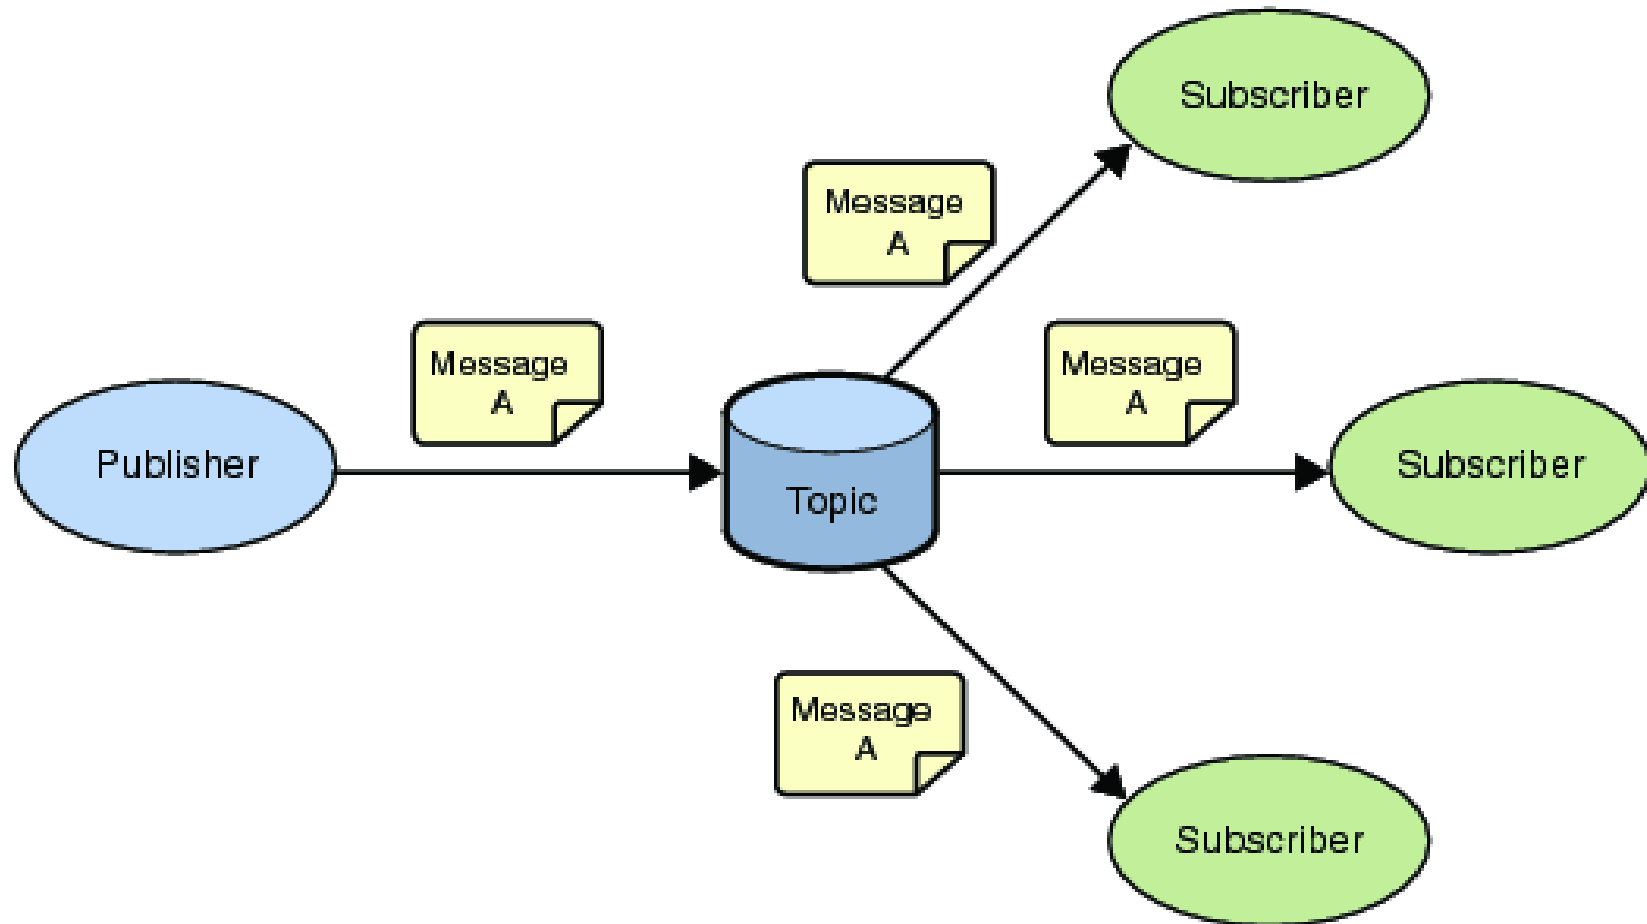 Subscriber
Message
A
Message
A
Message
A
Publisher
Topic
Subscriber
Message
A
Subscriber